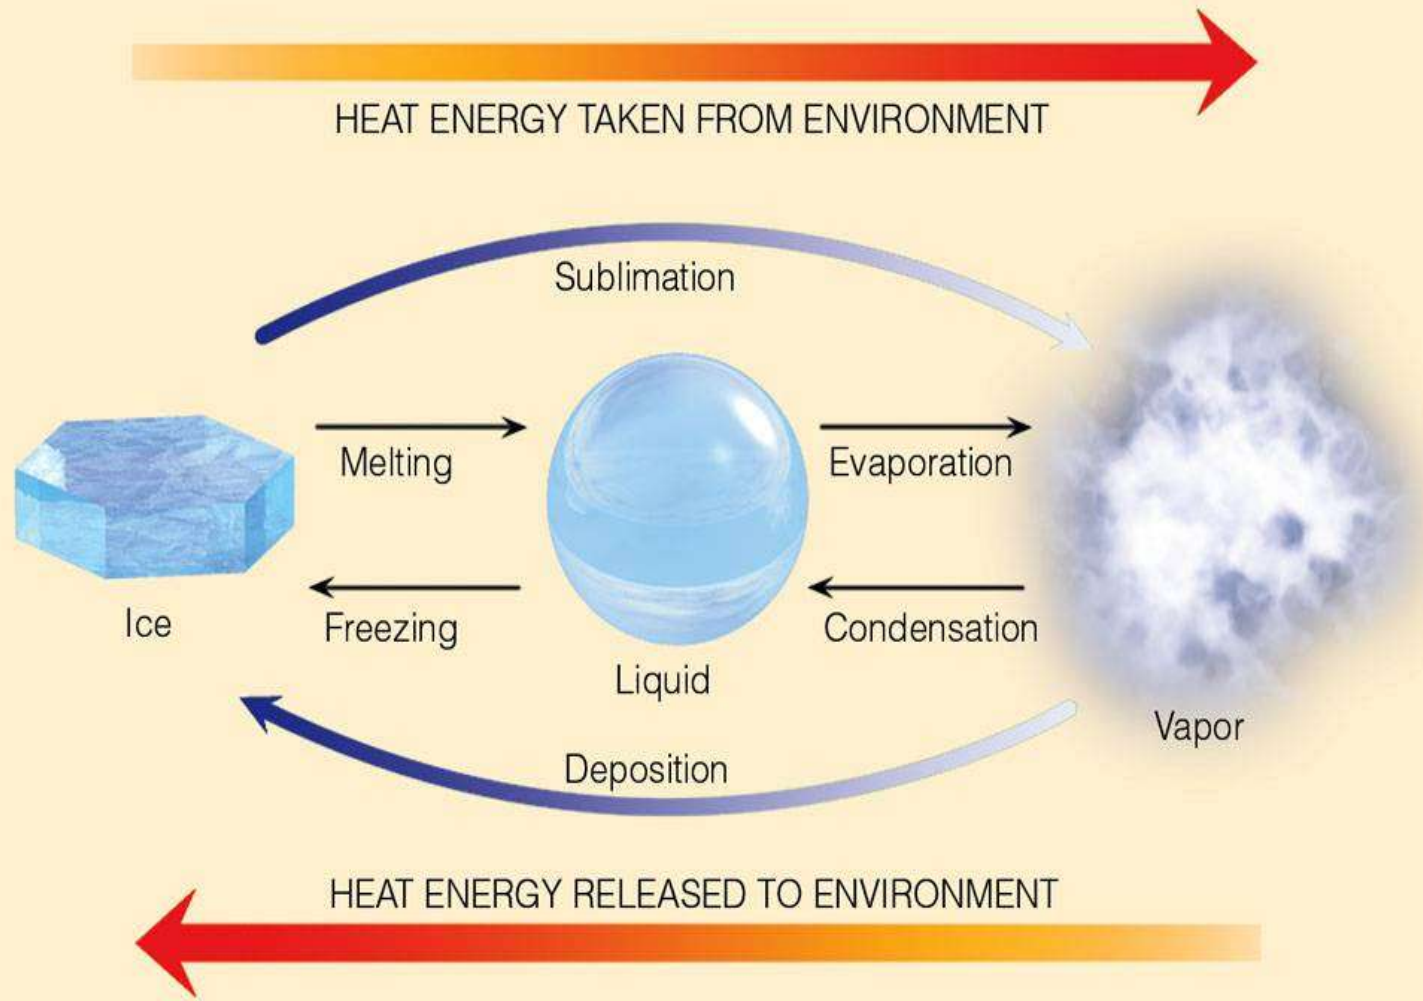 HEAT ENERGY TAKEN FROM ENVIRONMENT
Sublimation
Melting
Evaporation
Ice
Freezing
Condensation
Liquid
Vapor
Deposition
HEAT ENERGY RELEASED TO ENVIRONMENT